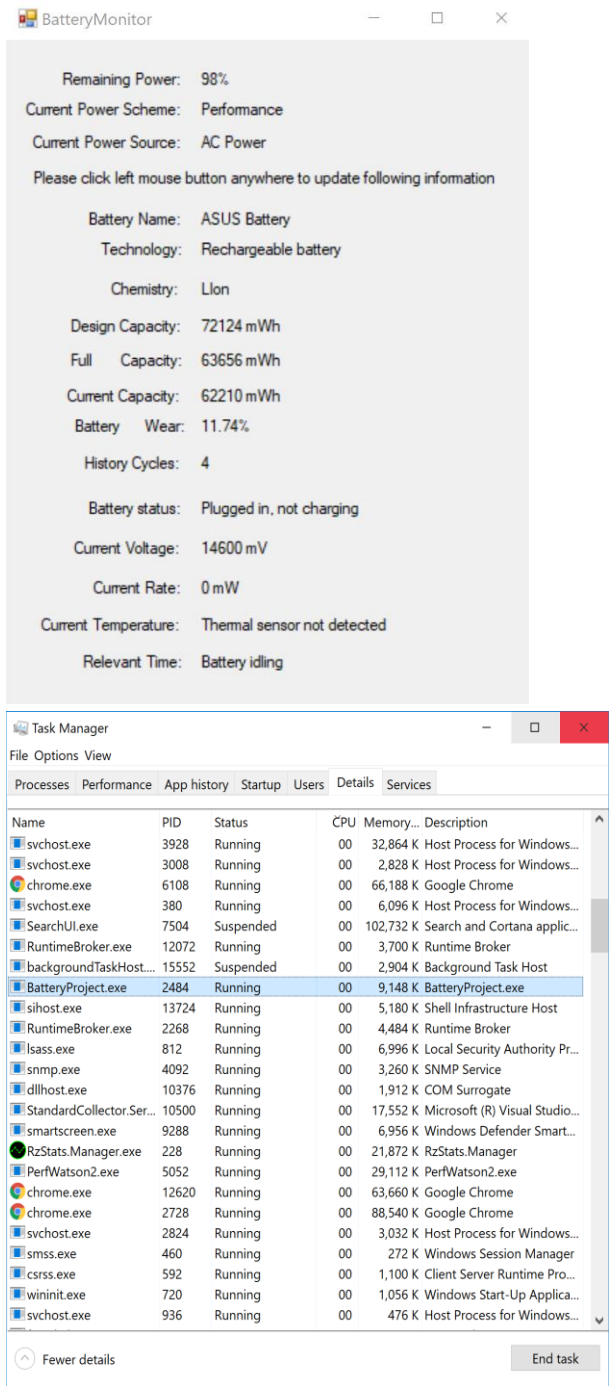 BatteryMonitor
Remaining Power: 98%
Current Power Scheme: Performance
Current Power Source: AC Power
Please click left mouse button anywhere to update following information
Battery Name: ASUS Battery
Technology: Rechargeable battery
Chemistry: LIon
Design Capacity: 72124 mWh
Full Capacity: 63656 mWh
Current Capacity: 62210 mWh
Battery Wear: 11.74%
History Cycles: 4
Battery status: Plugged in, not charging
Current Voltage: 14600 mV
Current Rate: 0 mW
Current Temperature: Thermal sensor not detected
Relevant Time: Battery idling
Task Manager
File Options View
Processes Performance App history Startup Users Details Services
Name PID Status CPU Memory... Description
svchost.exe 3928 Running 00 32,864 K Host Process for Windows...
svchost.exe 3008 Running 00 2,828 K Host Process for Windows...
chrome.exe 6108 Running 00 66,188 K Google Chrome
svchost.exe 380 Running 00 6,096 K Host Process for Windows...
SearchUI.exe 7504 Suspended 00 102,732 K Search and Cortana applic...
RuntimeBroker.exe 12072 Running 00 3,700 K Runtime Broker
backgroundTaskHost.... 15552 Suspended 00 2,904 K Background Task Host
BatteryProject.exe 2484 Running 00 9,148 K BatteryProject.exe
sihost.exe 13724 Running 00 5,180 K Shell Infrastructure Host
RuntimeBroker.exe 2268 Running 00 4,484 K Runtime Broker
lsass.exe 812 Running 00 6,996 K Local Security Authority Pr...
snmp.exe 4092 Running 00 3,260 K SNMP Service
dllhost.exe 10376 Running 00 1,912 K COM Surrogate
StandardCollector.Ser... 10500 Running 00 17,552 K Microsoft (R) Visual Studio...
smartscreen.exe 9288 Running 00 6,956 K Windows Defender Smart...
RzStats.Manager.exe 228 Running 00 21,872 K RzStats.Manager
PerfWatson2.exe 5052 Running 00 29,112 K PerfWatson2.exe
chrome.exe 12620 Running 00 63,660 K Google Chrome
chrome.exe 2728 Running 00 88,540 K Google Chrome
svchost.exe 2824 Running 00 3,032 K Host Process for Windows...
smss.exe 460 Running 00 272 K Windows Session Manager
csrss.exe 592 Running 00 1,100 K Client Server Runtime Pro...
wininit.exe 720 Running 00 1,056 K Windows Start-Up Applica...
svchost.exe 936 Running 00 476 K Host Process for Windows...
Fewer details End task